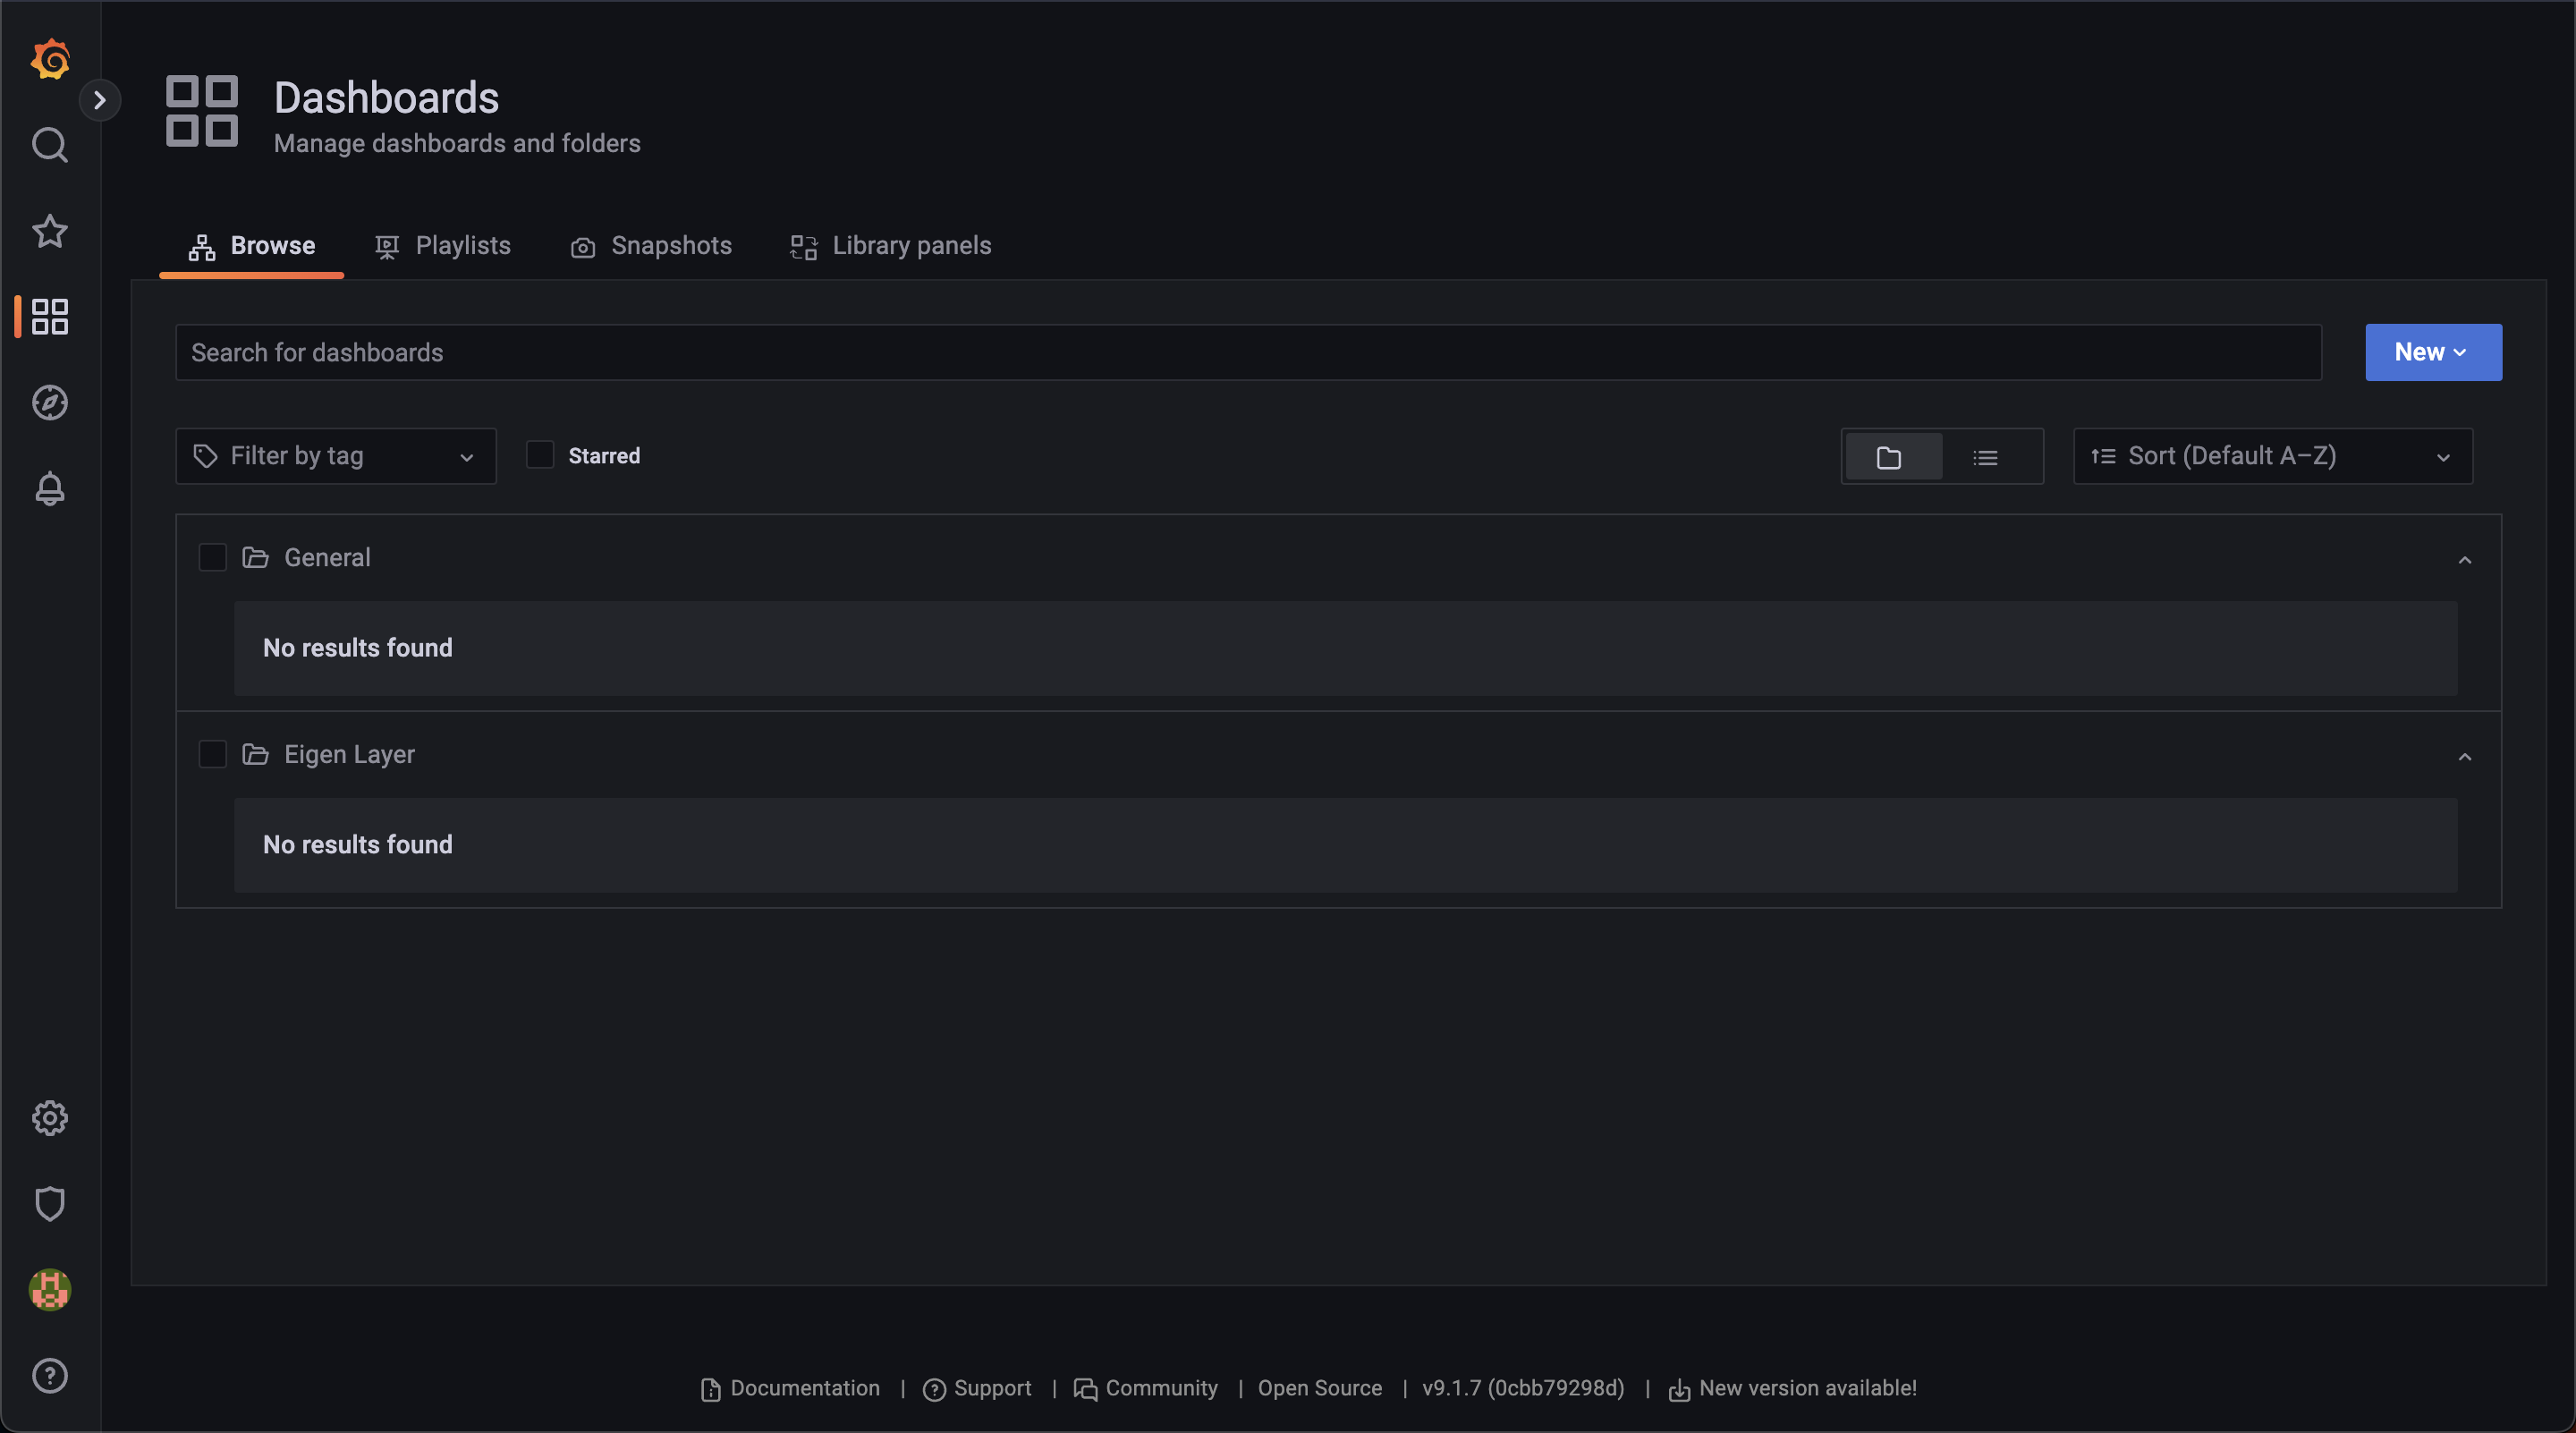 Dashboards
Manage dashboards and folders
Browse
Playlists
Snapshots
Library panels
Search for dashboards
New
Filter by tag
Starred
Sort (Default A–Z)
General
No results found
Eigen Layer
No results found
Documentation | Support | Community | Open Source | v9.1.7 (0cbb79298d) | New version available!